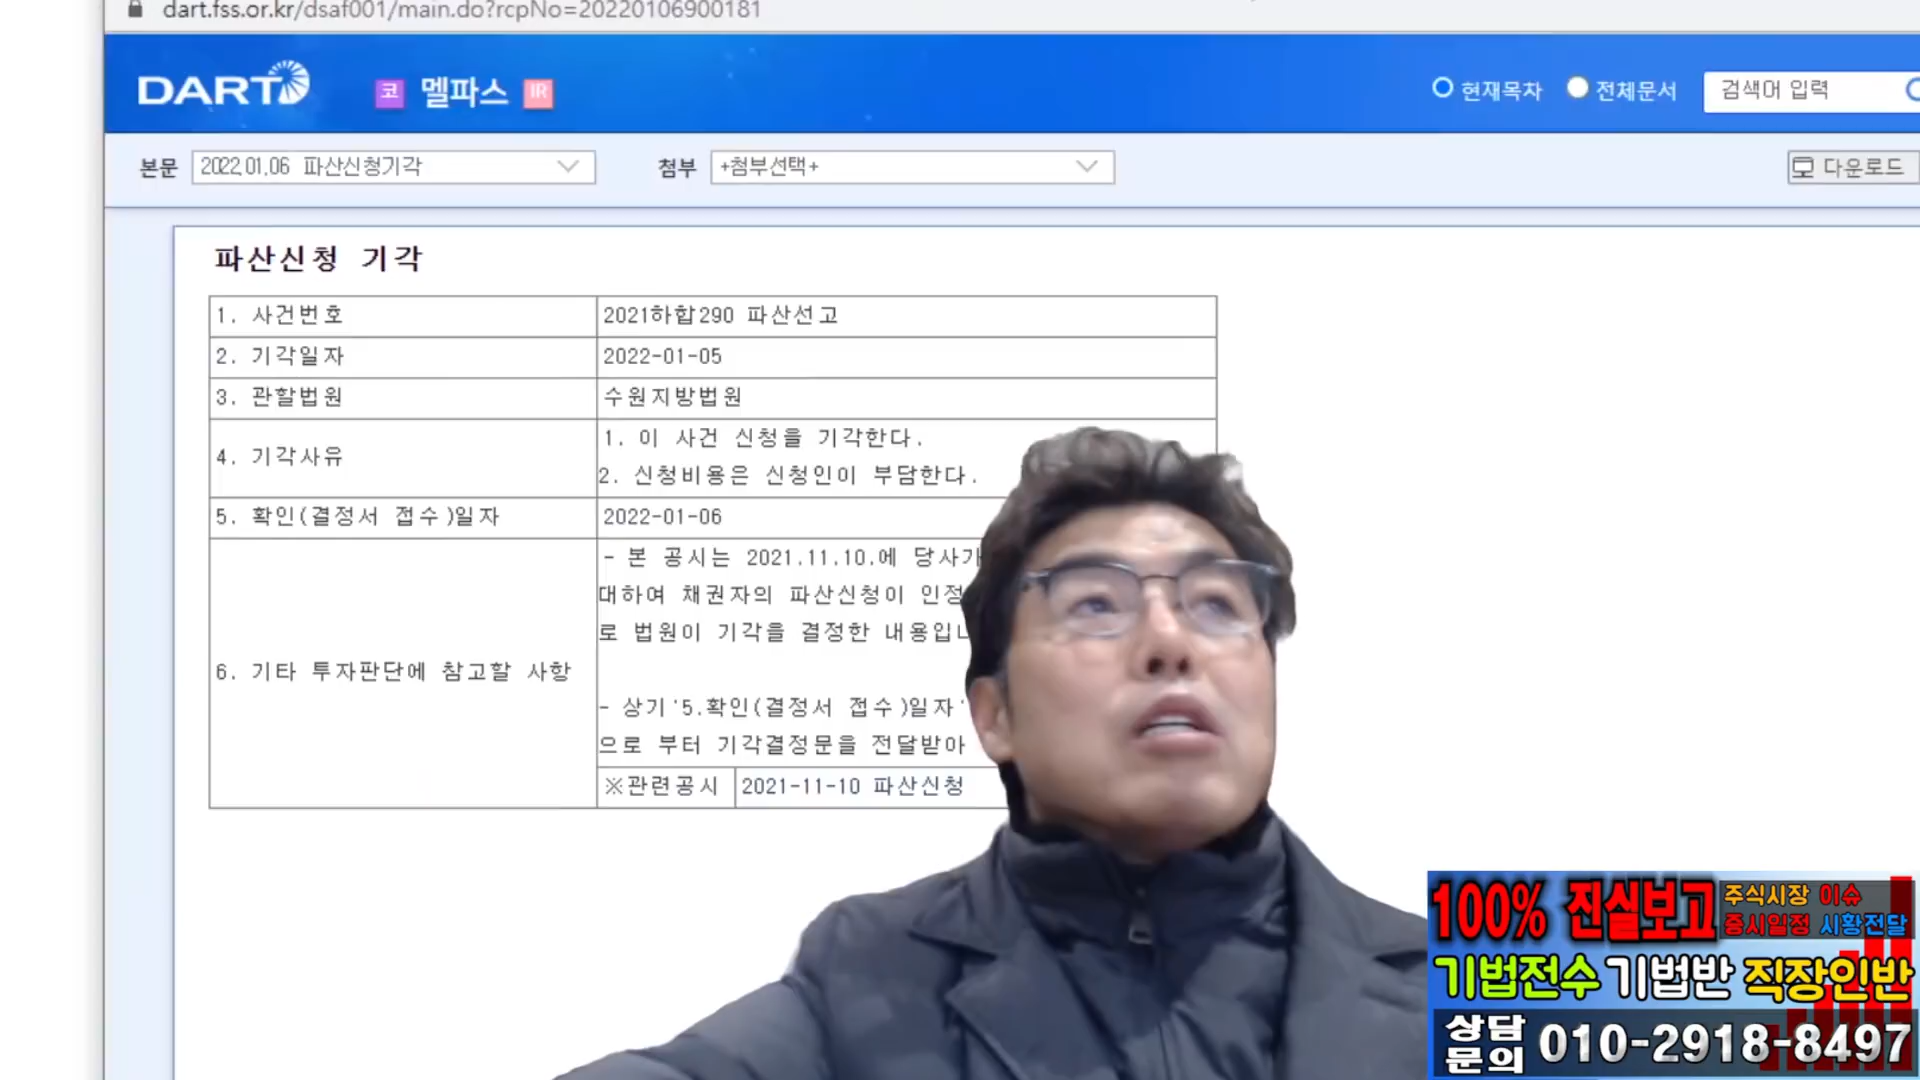 dart.fss.or.kr/dsaf001/main.do?rcpNo=20220106900181
DART 코 멜파스 IR 현재목차 전체문서 검색어 입력
본문 2022.01.06 파산신청기각 첨부 +첨부선택+ 다운로드
파산신청 기각
1. 사건번호 2021하합290 파산선고
2. 기각일자 2022-01-05
3. 관할법원 수원지방법원
4. 기각사유
1. 이 사건 신청을 기각한다.
2. 신청비용은 신청인이 부담한다.
5. 확인(결정서 접수)일자 2022-01-06
6. 기타 투자판단에 참고할 사항
- 본 공시는 2021.11.10.에 당사가
대하여 채권자의 파산신청이 인정
로 법원이 기각을 결정한 내용입니
- 상기'5.확인(결정서 접수)일자'
으로 부터 기각결정문을 전달받아
※관련공시 2021-11-10 파산신청
100% 진실보고 주식시장 이슈
증시일정 시황전달
기법전수 기법반 직장인반
상담
문의 010-2918-8497